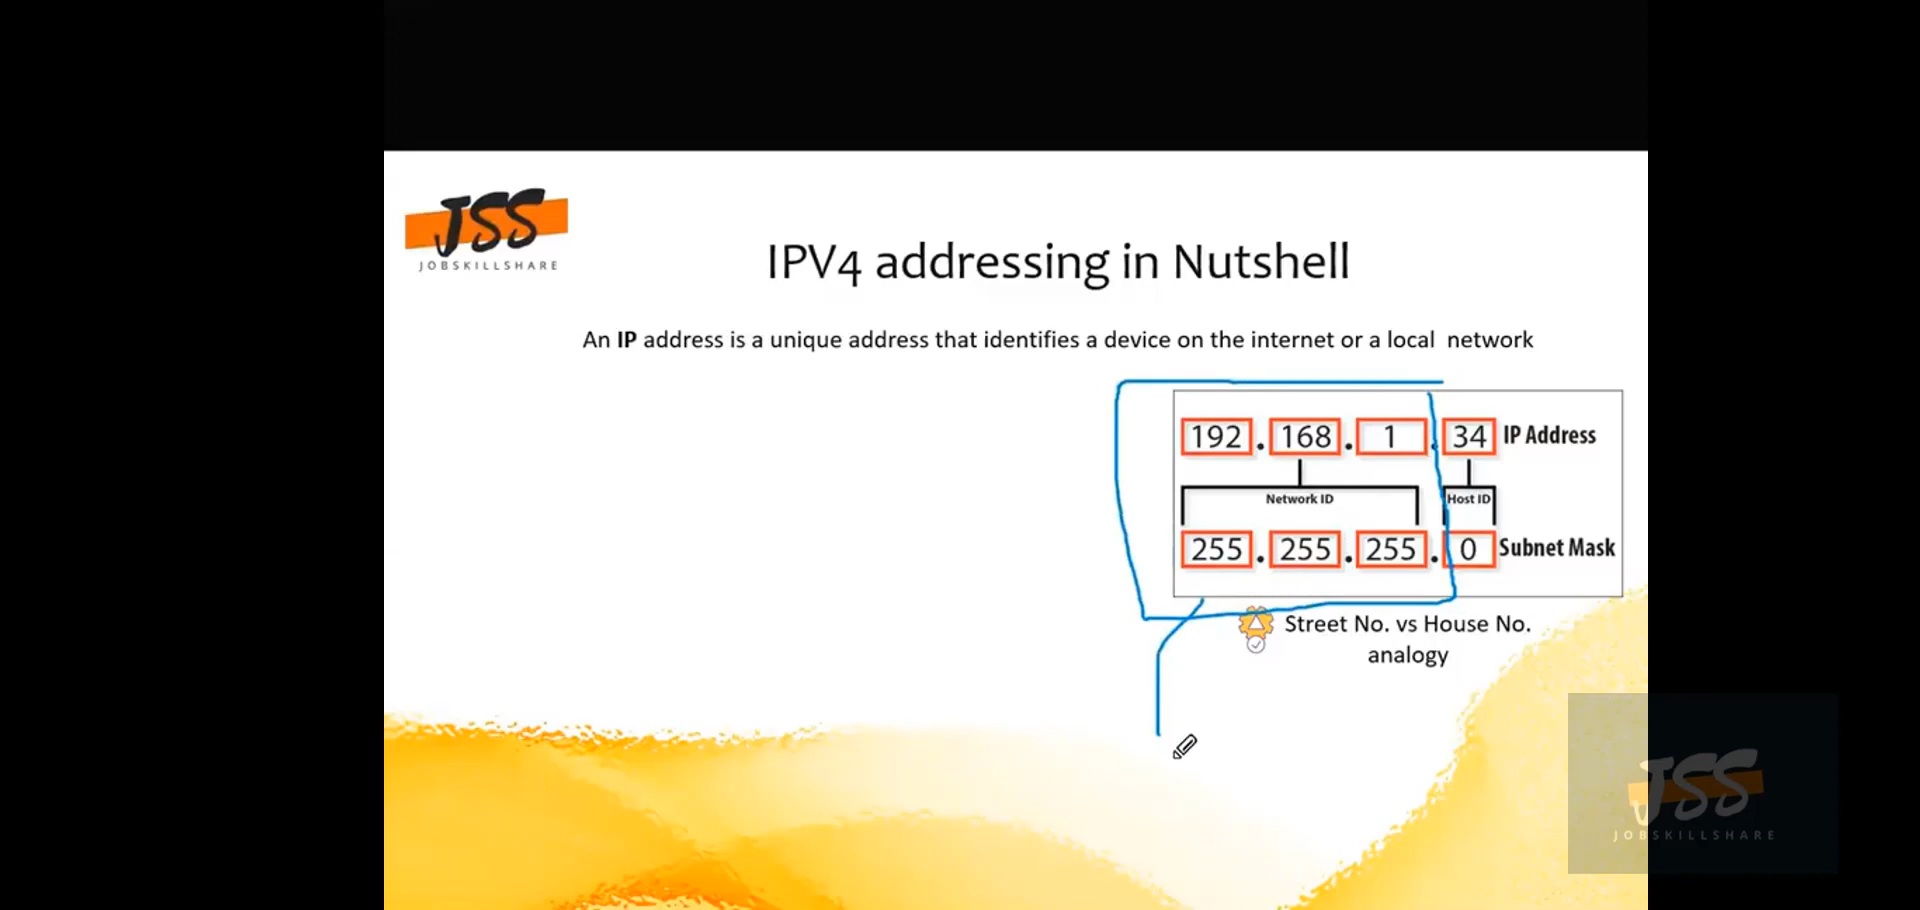 JSS
JOBSKILLSHARE
IPV4 addressing in Nutshell
An IP address is a unique address that identifies a device on the internet or a local network
192 . 168 . 1 . 34 IP Address
Network ID Host ID
255 . 255 . 255 . 0 Subnet Mask
Street No. vs House No.
analogy
JSS
JOBSKILLSHARE